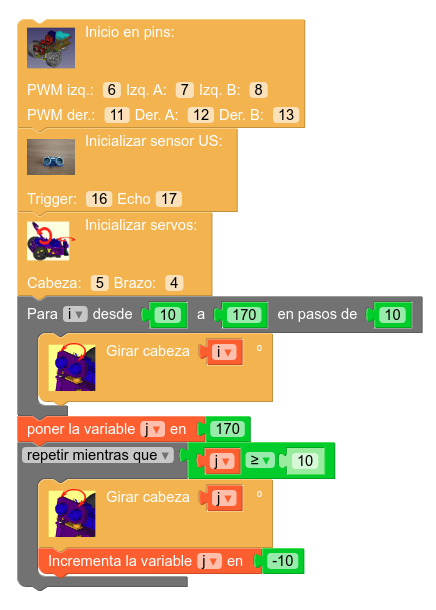 Inicio en pins:
PWM izq.: 6 Izq. A: 7 Izq. B: 8
PWM der.: 11 Der. A: 12 Der. B: 13
Inicializar sensor US:
Trigger: 16 Echo 17
Inicializar servos:
Cabeza: 5 Brazo: 4
Para i ▾ desde 10 a 170 en pasos de 10
Girar cabeza i ▾ º
poner la variable j ▾ en 170
repetir mientras que ▾ j ▾ ≥ ▾ 10
Girar cabeza j ▾ º
Incrementa la variable j ▾ en -10